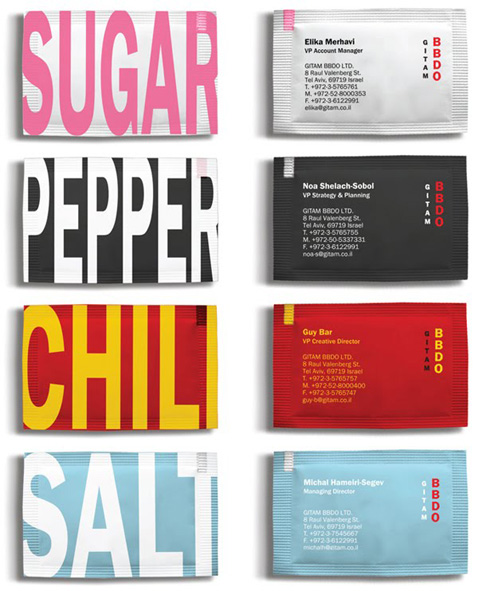 SUGAR
Elika Merhavi
VP Account Manager
GITAM BBDO LTD.
8 Raul Valenberg St.
Tel Aviv, 69719 Israel
T. +972-3-5765761
M. +972-52-8000353
F. +972-3-6122991
elika@gitam.co.il
GITAM
BBDO
PEPPER
Noa Shelach-Sobol
VP Strategy & Planning
GITAM BBDO LTD.
8 Raul Valenberg St.
Tel Aviv, 69719 Israel
T. +972-3-5765755
M. +972-50-5337331
F. +972-3-6122991
noa-s@gitam.co.il
GITAM
BBDO
CHILI
Guy Bar
VP Creative Director
GITAM BBDO LTD.
8 Raul Valenberg St.
Tel Aviv, 69719 Israel
T. +972-3-5765757
M. +972-52-8000400
F. +972-3-5765747
guy-b@gitam.co.il
GITAM
BBDO
SALT
Michal Hameiri-Segev
Managing Director
GITAM BBDO LTD.
8 Raul Valenberg St.
Tel Aviv, 69719 Israel
T. +972-3-7545667
F. +972-3-6122991
michalh@gitam.co.il
GITAM
BBDO